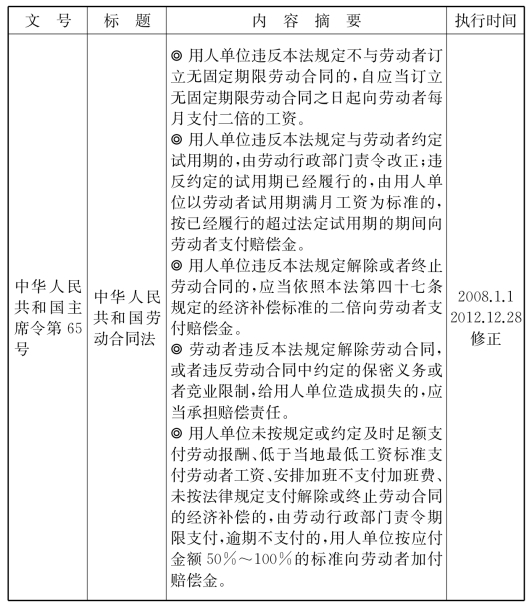 文 号 标 题 内 容 摘 要 执行时间
◎ 用人单位违反本法规定不与劳动者订
立无固定期限劳动合同的,自应当订立
无固定期限劳动合同之日起向劳动者每
月支付二倍的工资。
◎ 用人单位违反本法规定与劳动者约定
试用期的,由劳动行政部门责令改正;违
反约定的试用期已经履行的,由用人单
位以劳动者试用期满月工资为标准的,
按已经履行的超过法定试用期的期间向
劳动者支付赔偿金。
◎ 用人单位违反本法规定解除或者终止
劳动合同的,应当依照本法第四十七条
规定的经济补偿标准的二倍向劳动者支
付赔偿金。
◎ 劳动者违反本法规定解除劳动合同,
或者违反劳动合同中约定的保密义务或
者竞业限制,给用人单位造成损失的,应
当承担赔偿责任。
◎ 用人单位未按规定或约定及时足额支
付劳动报酬、低于当地最低工资标准支
付劳动者工资、安排加班不支付加班费、
未按法律规定支付解除或终止劳动合同
的经济补偿的,由劳动行政部门责令期
限支付,逾期不支付的,用人单位按应付
金额 50%～100%的标准向劳动者加付
赔偿金。
中华人民
共和国主
席令第 65
号
中华人民
共和国劳
动合同法
2008.1.1
2012.12.28
修正